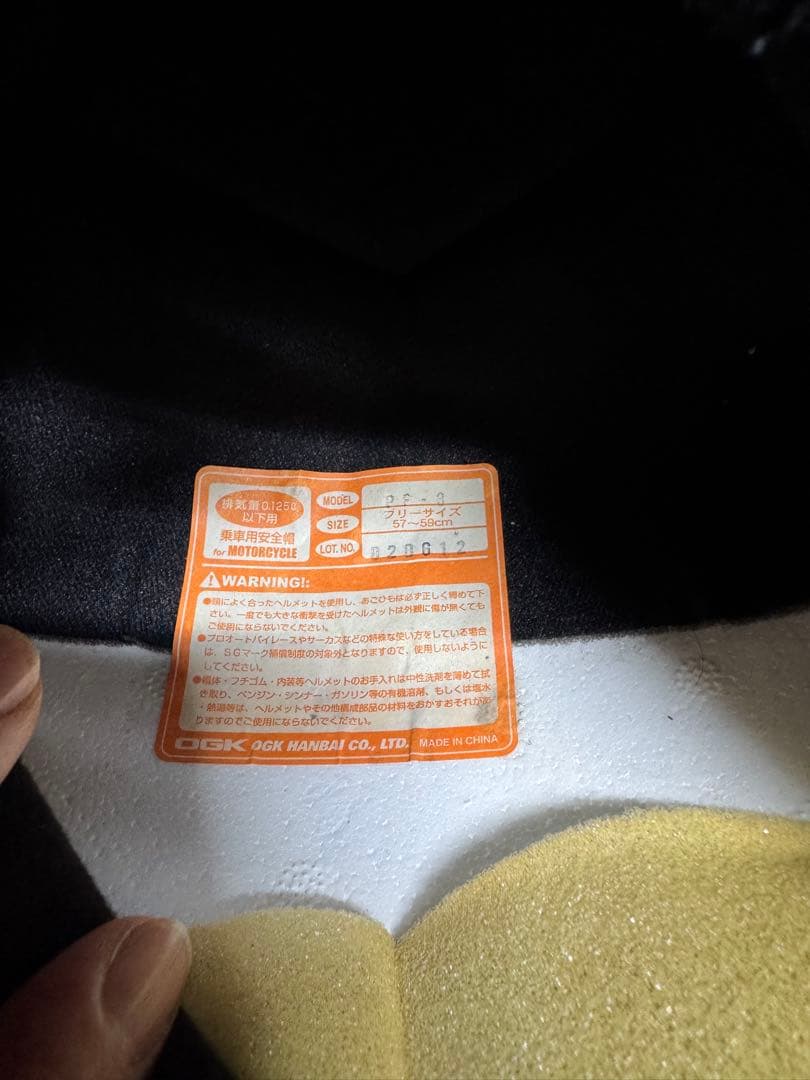 排気量0.125ℓ
以下用
乗車用安全帽
for MOTORCYCLE
MODEL
SIZE フリーサイズ
57〜59cm
LOT. NO. 020612
WARNING!:
●頭によく合ったヘルメットを使用し、あごひもは必ず正しく締めて下
さい。一度でも大きな衝撃を受けたヘルメットは外観に傷が無くても
ご使用にならないでください。
●プロオートバイレースやサーカスなどの特殊な使い方をしている場合
は、SGマーク補償制度の対象外となりますので、使用しないように
してください。
●帽体・フチゴム・内装等ヘルメットのお手入れは中性洗剤を薄めて拭
き取り、ベンジン・シンナー・ガソリン等の有機溶剤、もしくは塩水
・熱湯等は、ヘルメットやその他構成部品の材料をおかすおそれがあ
りますのでご使用にならないでください。
OGK OGK HANBAI CO., LTD. MADE IN CHINA